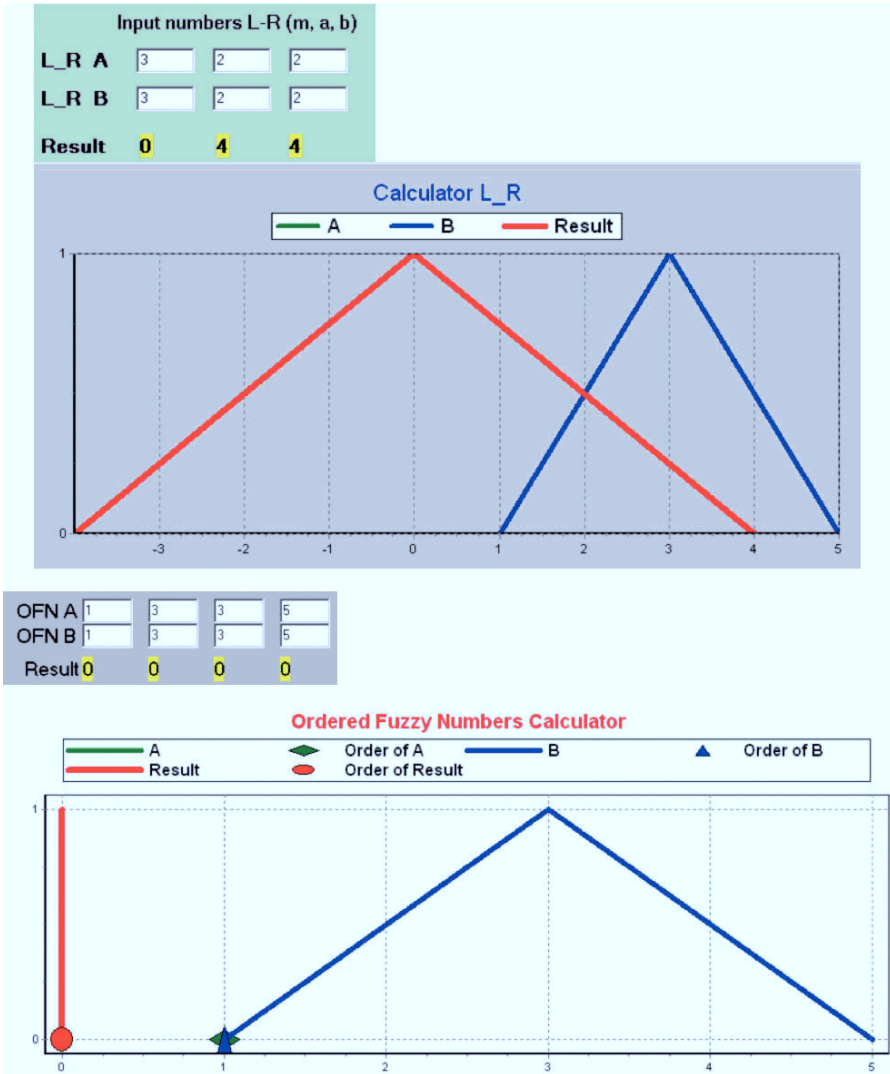 Input numbers L-R (m, a, b)
L_R A 3 2 2
L_R B 3 2 2
Result 0 4 4
Calculator L_R
A B Result
1
0
-3 -2 -1 0 1 2 3 4 5
OFN A 1 3 3 5
OFN B 1 3 3 5
Result 0 0 0 0
Ordered Fuzzy Numbers Calculator
A Order of A B Order of B
Result Order of Result
1
0
0 1 2 3 4 5